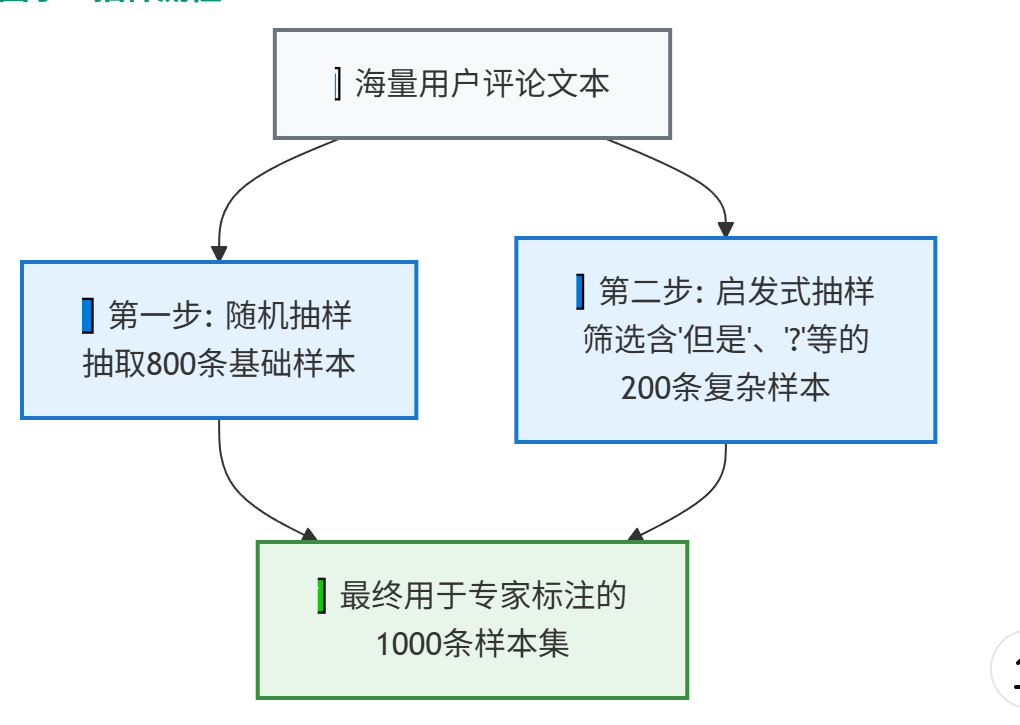 海量用户评论文本
第一步: 随机抽样
抽取800条基础样本
第二步: 启发式抽样
筛选含'但是'、'?'等的
200条复杂样本
最终用于专家标注的
1000条样本集